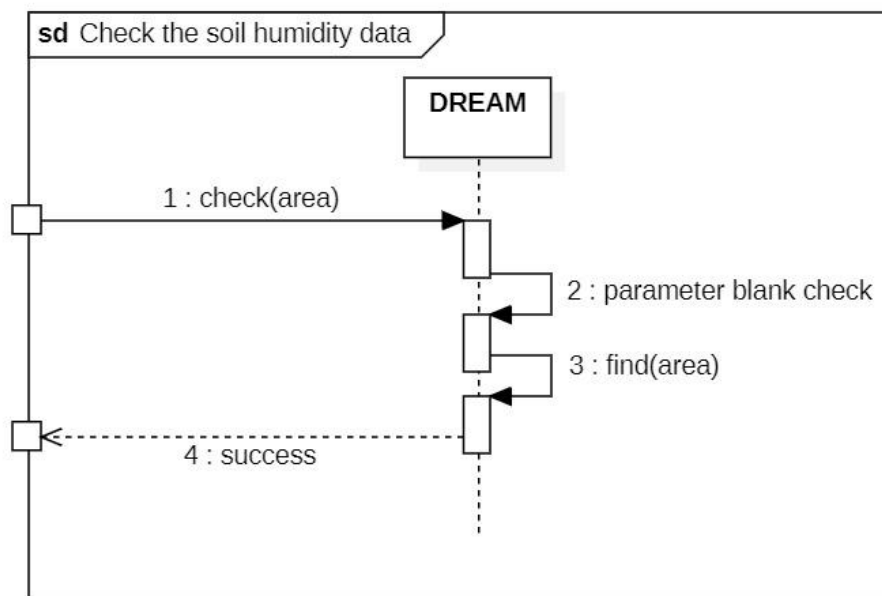 sd Check the soil humidity data
DREAM
1 : check(area)
2 : parameter blank check
3 : find(area)
4 : success